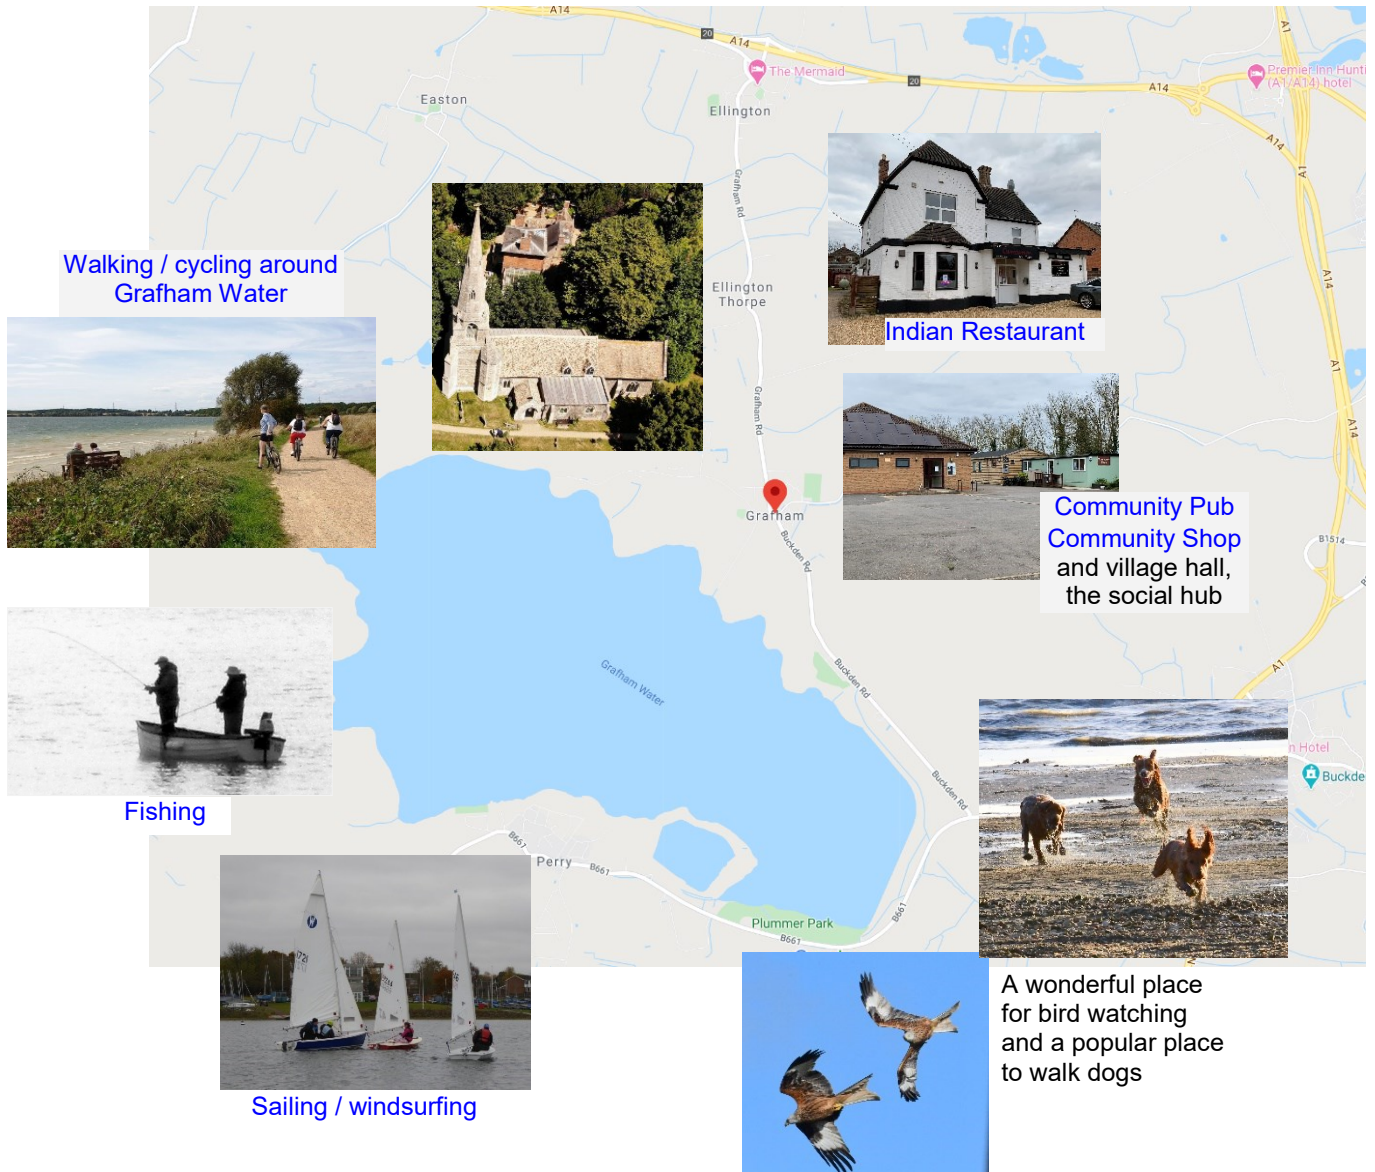 A14
20
A14
The Mermaid
20
A14
A1
Premier Inn Hunti
(A1/A14) hotel
Easton
Ellington
A14
A1
Grafham Rd
Walking / cycling around
Grafham Water
Ellington
Thorpe
A14
Indian Restaurant
A1
Grafham Rd
A14
Grafham
Community Pub
Community Shop
and village hall,
the social hub
Buckden Rd
B1514
Grafham Water
Buckden Rd
A1
n Hotel
Buckde
Buckden Rd
Fishing
B661
Perry
B661
B661
Plummer Park
B661
1721
Sailing / windsurfing
A wonderful place
for bird watching
and a popular place
to walk dogs